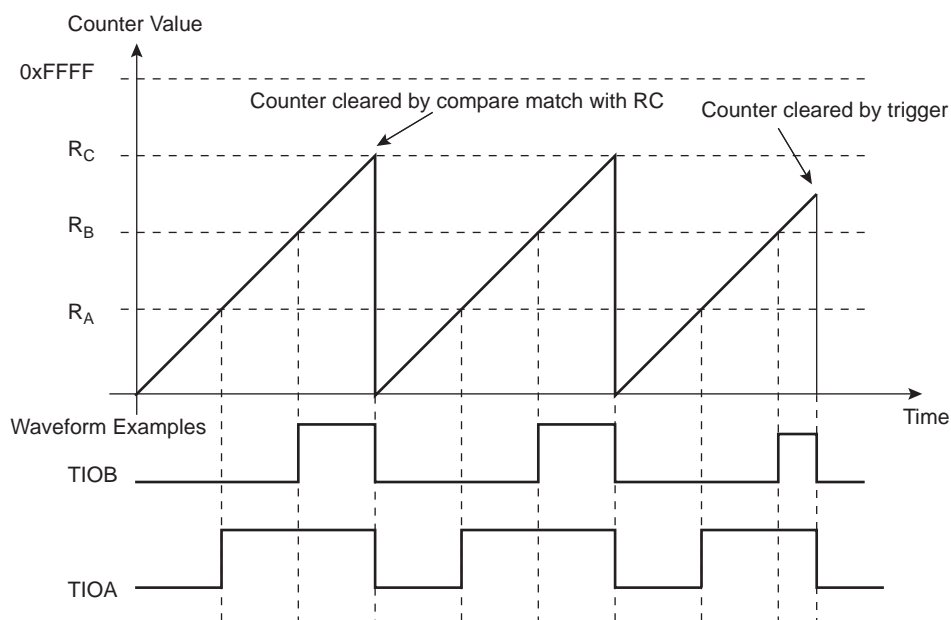 Counter Value
0xFFFF
Counter cleared by compare match with RC
Counter cleared by trigger
RC
RB
RA
Time
Waveform Examples
TIOB
TIOA